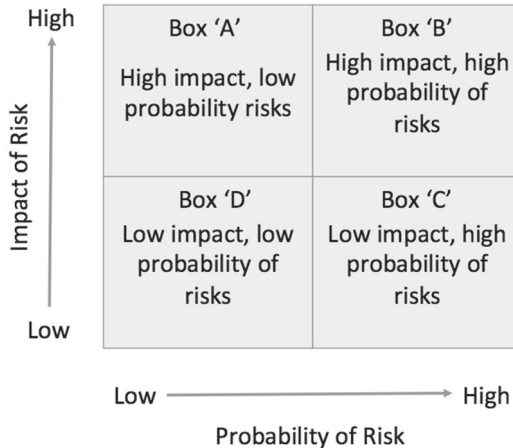 High
Impact of Risk
Low
Box ‘A’
High impact, low
probability risks
Box ‘B’
High impact, high
probability of
risks
Box ‘D’
Low impact, low
probability of
risks
Box ‘C’
Low impact, high
probability of
risks
Low
High
Probability of Risk